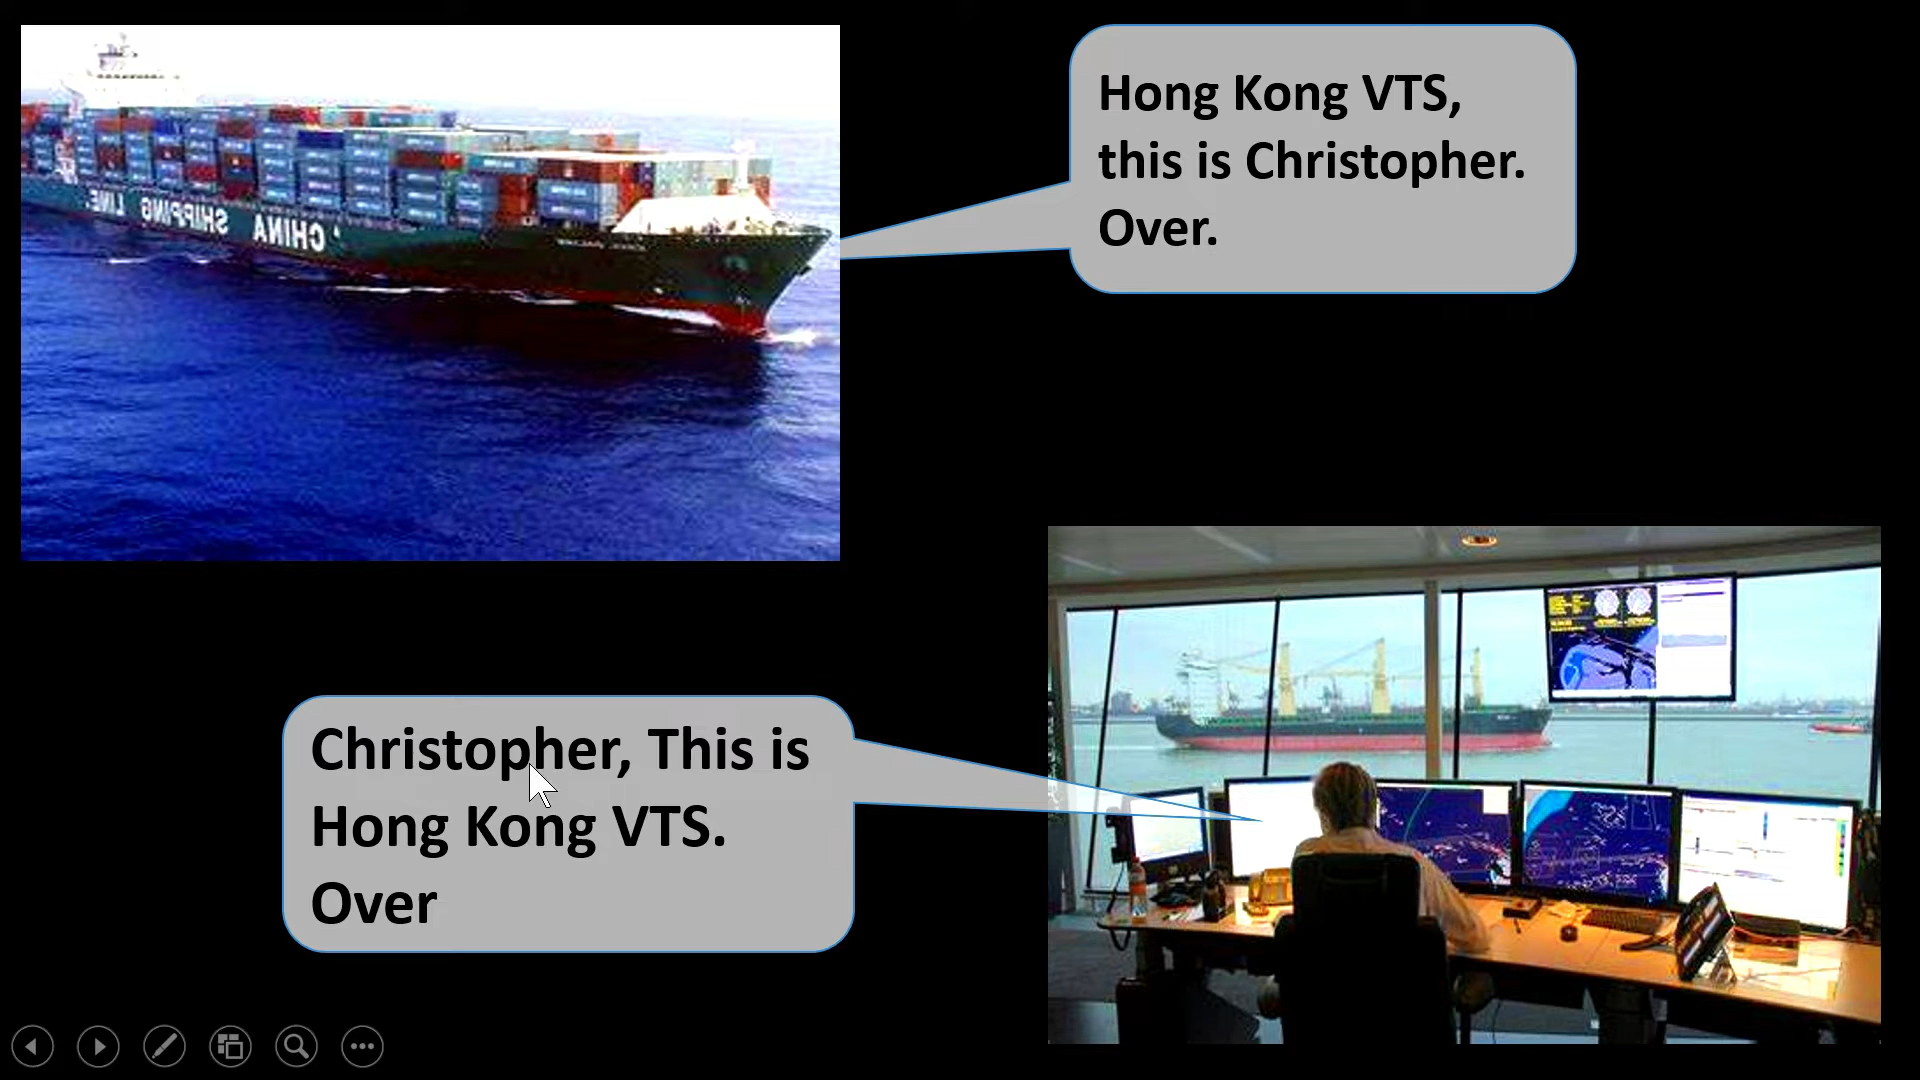 Hong Kong VTS,
this is Christopher.
Over.
CHINA SHIPPING LINE
Christopher, This is
Hong Kong VTS.
Over